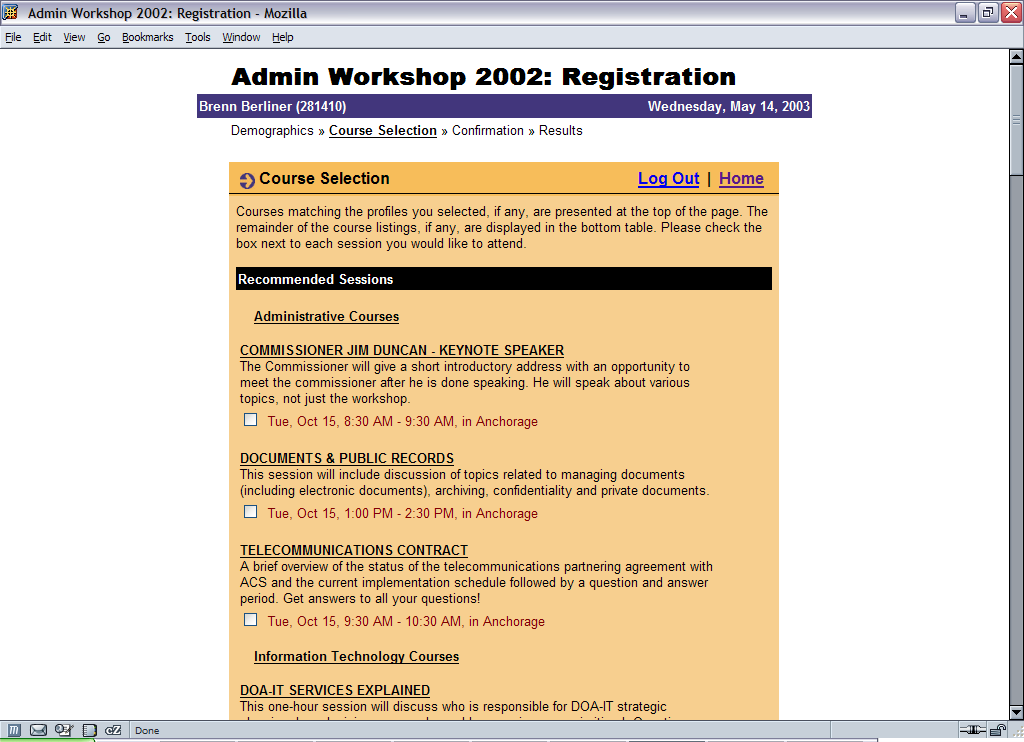 Admin Workshop 2002: Registration - Mozilla
File Edit View Go Bookmarks Tools Window Help
Admin Workshop 2002: Registration
Brenn Berliner (281410) Wednesday, May 14, 2003
Demographics » Course Selection » Confirmation » Results
Course Selection Log Out | Home
Courses matching the profiles you selected, if any, are presented at the top of the page. The
remainder of the course listings, if any, are displayed in the bottom table. Please check the
box next to each session you would like to attend.
Recommended Sessions
Administrative Courses
COMMISSIONER JIM DUNCAN - KEYNOTE SPEAKER
The Commissioner will give a short introductory address with an opportunity to
meet the commissioner after he is done speaking. He will speak about various
topics, not just the workshop.
Tue, Oct 15, 8:30 AM - 9:30 AM, in Anchorage
DOCUMENTS & PUBLIC RECORDS
This session will include discussion of topics related to managing documents
(including electronic documents), archiving, confidentiality and private documents.
Tue, Oct 15, 1:00 PM - 2:30 PM, in Anchorage
TELECOMMUNICATIONS CONTRACT
A brief overview of the status of the telecommunications partnering agreement with
ACS and the current implementation schedule followed by a question and answer
period. Get answers to all your questions!
Tue, Oct 15, 9:30 AM - 10:30 AM, in Anchorage
Information Technology Courses
DOA-IT SERVICES EXPLAINED
This one-hour session will discuss who is responsible for DOA-IT strategic
cZ Done